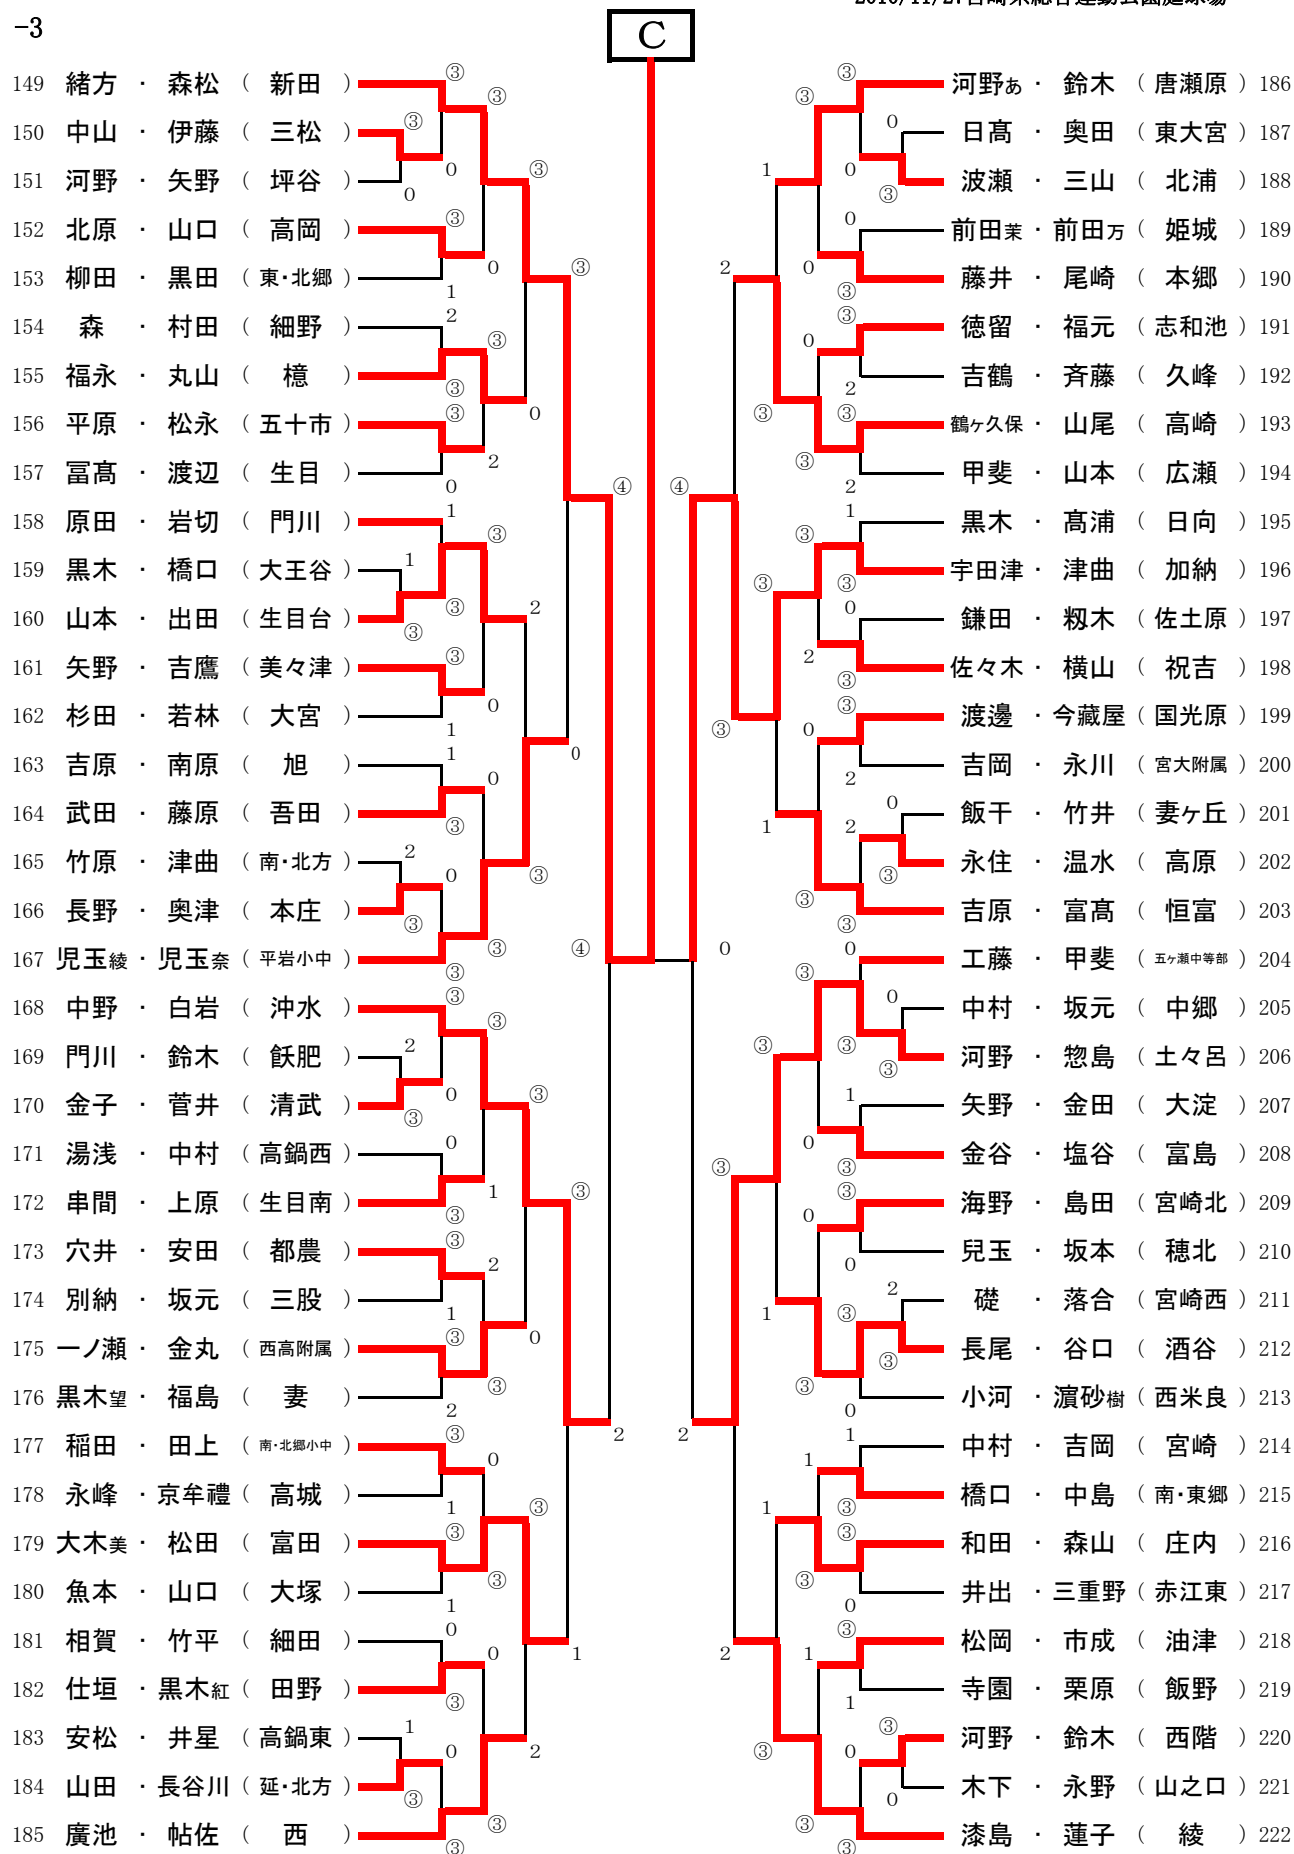 -3
C
149 緒方 ・ 森松 ( 新田 )
150 中山 ・ 伊藤 ( 三松 )
151 河野 ・ 矢野 ( 坪谷 )
152 北原 ・ 山口 ( 高岡 )
153 柳田 ・ 黒田 ( 東・北郷 )
154 森 ・ 村田 ( 細野 )
155 福永 ・ 丸山 ( 檍 )
156 平原 ・ 松永 ( 五十市 )
157 冨髙 ・ 渡辺 ( 生目 )
158 原田 ・ 岩切 ( 門川 )
159 黒木 ・ 橋口 ( 大王谷 )
160 山本 ・ 出田 ( 生目台 )
161 矢野 ・ 吉鷹 ( 美々津 )
162 杉田 ・ 若林 ( 大宮 )
163 吉原 ・ 南原 ( 旭 )
164 武田 ・ 藤原 ( 吾田 )
165 竹原 ・ 津曲 ( 南・北方 )
166 長野 ・ 奥津 ( 本庄 )
167 児玉綾 ・ 児玉奈 ( 平岩小中 )
168 中野 ・ 白岩 ( 沖水 )
169 門川 ・ 鈴木 ( 飫肥 )
170 金子 ・ 菅井 ( 清武 )
171 湯浅 ・ 中村 ( 高鍋西 )
172 串間 ・ 上原 ( 生目南 )
173 穴井 ・ 安田 ( 都農 )
174 別納 ・ 坂元 ( 三股 )
175 一ノ瀬 ・ 金丸 ( 西高附属 )
176 黒木望 ・ 福島 ( 妻 )
177 稲田 ・ 田上 ( 南・北郷小中 )
178 永峰 ・ 京牟禮 ( 高城 )
179 大木美 ・ 松田 ( 富田 )
180 魚本 ・ 山口 ( 大塚 )
181 相賀 ・ 竹平 ( 細田 )
182 仕垣 ・ 黒木紅 ( 田野 )
183 安松 ・ 井星 ( 高鍋東 )
184 山田 ・ 長谷川 ( 延・北方 )
185 廣池 ・ 帖佐 ( 西 )
河野あ ・ 鈴木 ( 唐瀬原 ) 186
日髙 ・ 奥田 ( 東大宮 ) 187
波瀬 ・ 三山 ( 北浦 ) 188
前田茉 ・ 前田万 ( 姫城 ) 189
藤井 ・ 尾崎 ( 本郷 ) 190
徳留 ・ 福元 ( 志和池 ) 191
吉鶴 ・ 斉藤 ( 久峰 ) 192
鶴ヶ久保 ・ 山尾 ( 高崎 ) 193
甲斐 ・ 山本 ( 広瀬 ) 194
黒木 ・ 髙浦 ( 日向 ) 195
宇田津 ・ 津曲 ( 加納 ) 196
鎌田 ・ 籾木 ( 佐土原 ) 197
佐々木 ・ 横山 ( 祝吉 ) 198
渡邊 ・ 今藏屋 ( 国光原 ) 199
吉岡 ・ 永川 ( 宮大附属 ) 200
飯干 ・ 竹井 ( 妻ヶ丘 ) 201
永住 ・ 温水 ( 高原 ) 202
吉原 ・ 富髙 ( 恒富 ) 203
工藤 ・ 甲斐 ( 五ヶ瀬中等部 ) 204
中村 ・ 坂元 ( 中郷 ) 205
河野 ・ 惣島 ( 土々呂 ) 206
矢野 ・ 金田 ( 大淀 ) 207
金谷 ・ 塩谷 ( 富島 ) 208
海野 ・ 島田 ( 宮崎北 ) 209
兒玉 ・ 坂本 ( 穂北 ) 210
礎 ・ 落合 ( 宮崎西 ) 211
長尾 ・ 谷口 ( 酒谷 ) 212
小河 ・ 濵砂樹 ( 西米良 ) 213
中村 ・ 吉岡 ( 宮崎 ) 214
橋口 ・ 中島 ( 南・東郷 ) 215
和田 ・ 森山 ( 庄内 ) 216
井出 ・ 三重野 ( 赤江東 ) 217
松岡 ・ 市成 ( 油津 ) 218
寺園 ・ 栗原 ( 飯野 ) 219
河野 ・ 鈴木 ( 西階 ) 220
木下 ・ 永野 ( 山之口 ) 221
漆島 ・ 蓮子 ( 綾 ) 222